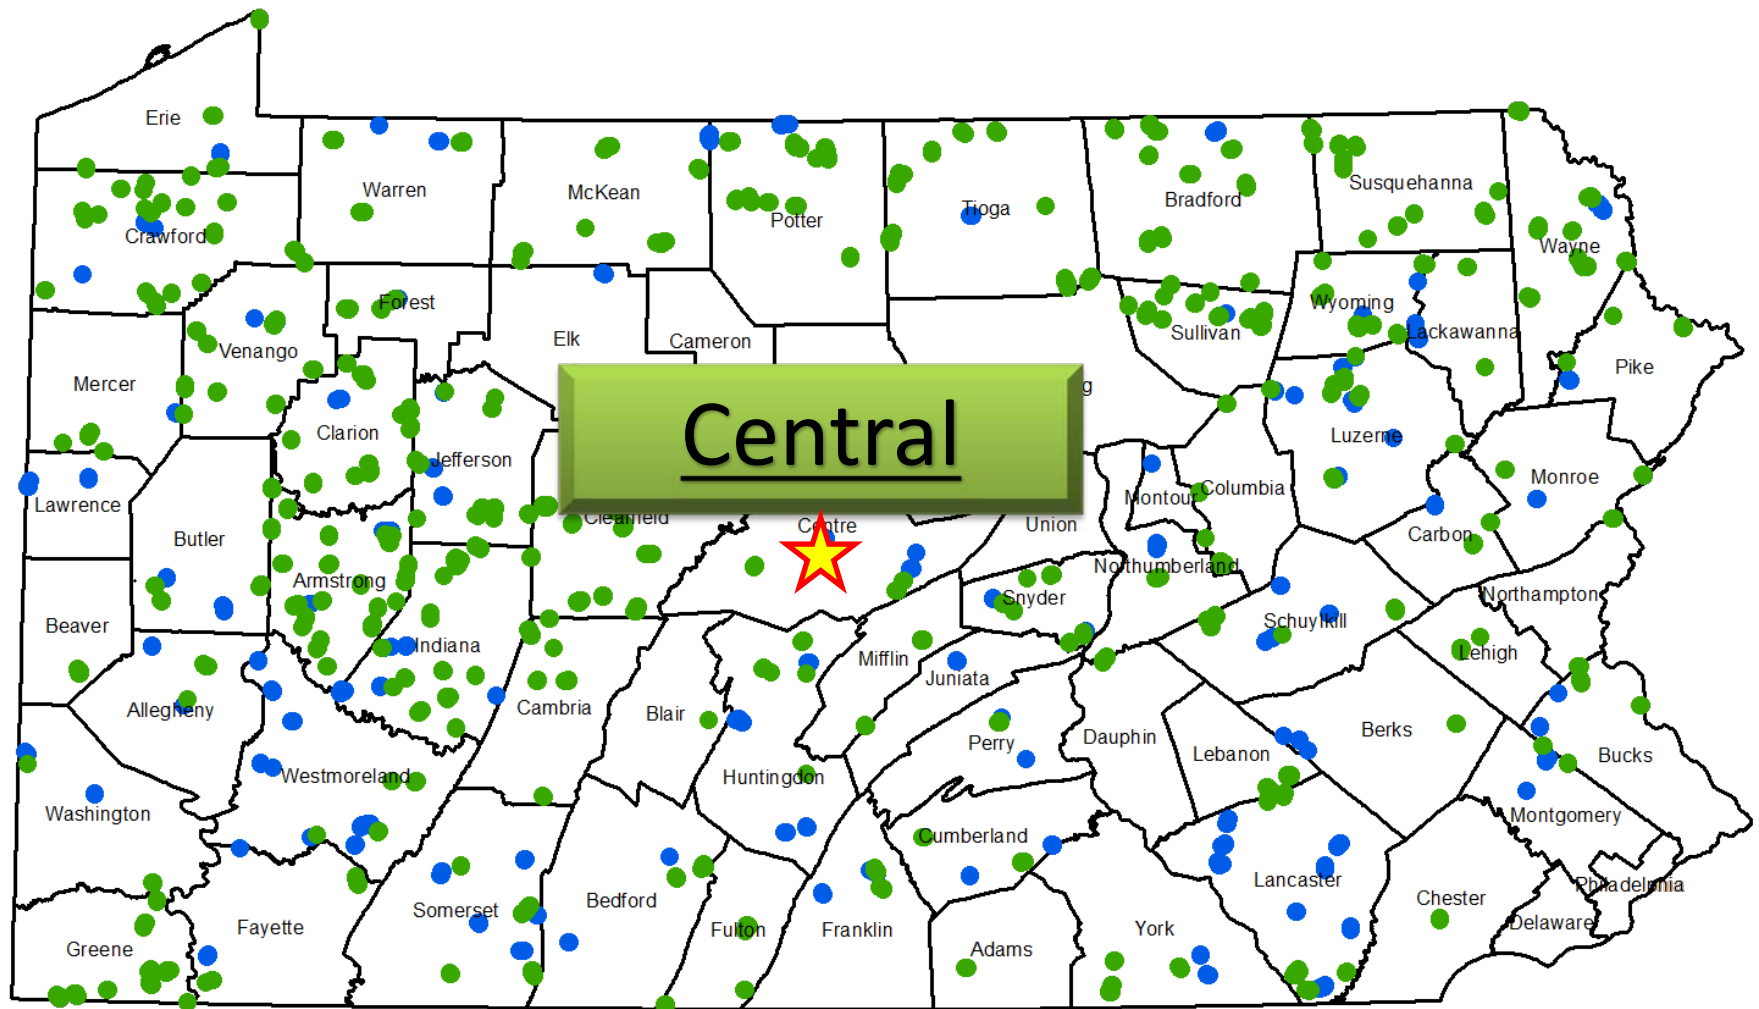 Erie
Warren
McKean
Potter
Tioga
Bradford
Susquehanna
Wayne
Crawford
Forest
Venango
Elk
Cameron
Sullivan
Wyoming
Lackawanna
Pike
Mercer
g
Central
Clarion
Jefferson
Luzerne
Monroe
Lawrence
Montour
Columbia
Butler
Clearfield
Centre
Union
Carbon
Armstrong
Northumberland
Snyder
Northampton
Beaver
Indiana
Mifflin
Schuylkill
Lehigh
Juniata
Allegheny
Cambria
Blair
Perry
Dauphin
Berks
Lebanon
Bucks
Westmoreland
Huntingdon
Washington
Cumberland
Montgomery
Lancaster
Philadelphia
Somerset
Bedford
Chester
Delaware
Greene
Fayette
Fulton
Franklin
Adams
York